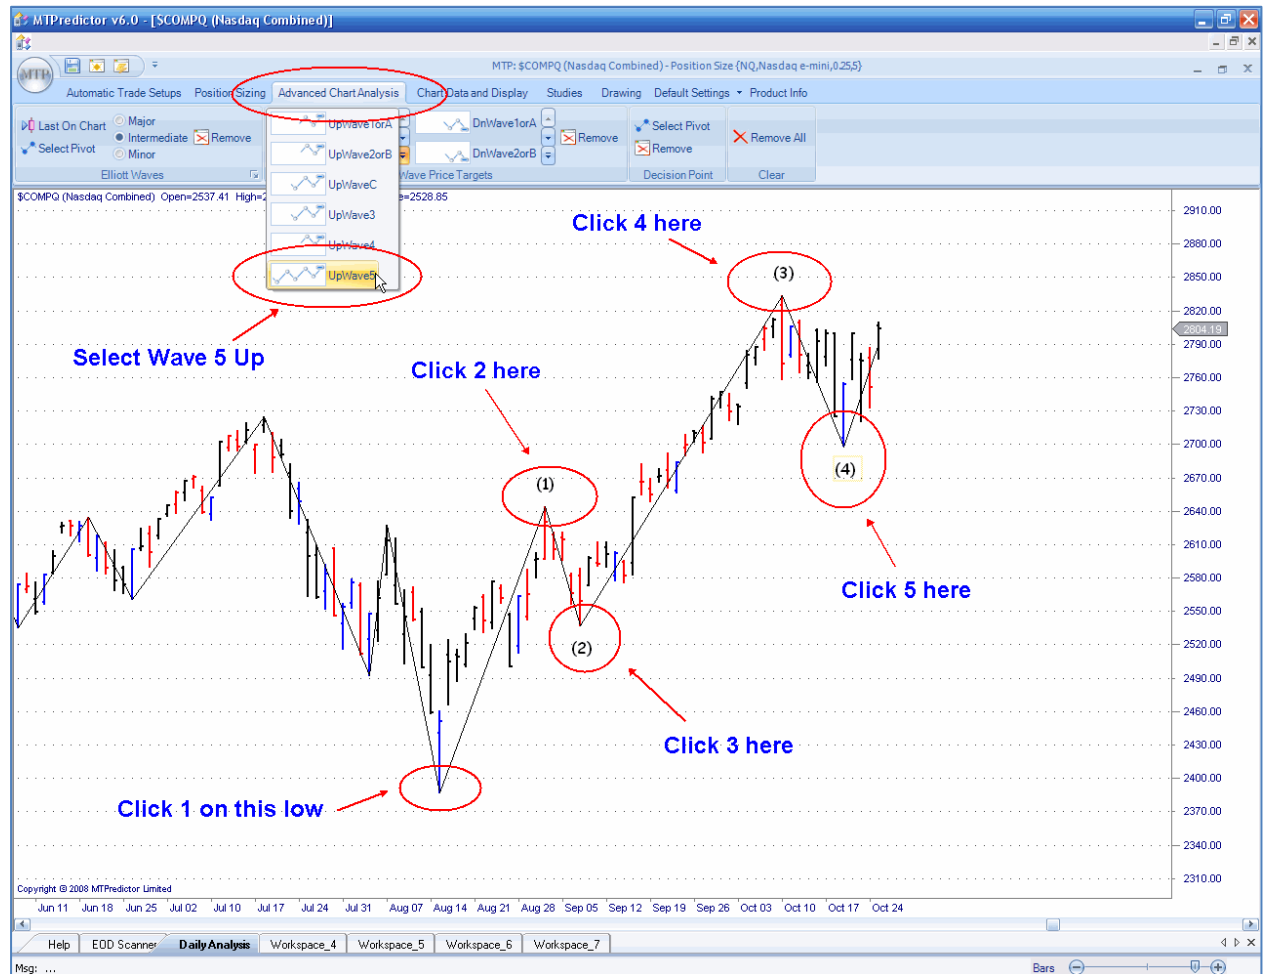 MTPredictor v6.0 - [$COMPQ (Nasdaq Combined)]
MTP: $COMPQ (Nasdaq Combined) - Position Size {NQ,Nasdaq e-mini,0.25,5}
MTP
Automatic Trade Setups Position Sizing Advanced Chart Analysis Chart Data and Display Studies Drawing Default Settings Product Info
Last On Chart
Select Pivot
Major
Intermediate
Minor
Remove
Elliott Waves
UpWave1orA
UpWave2orB
UpWaveC
UpWave3
UpWave4
UpWave5
DnWave1orA
DnWave2orB
Remove
Wave Price Targets
Select Pivot
Remove
Decision Point
Remove All
Clear
$COMPQ (Nasdaq Combined) Open=2537.41 High=2 e=2528.85
Click 4 here
(3)
Select Wave 5 Up
Click 2 here
(1)
(4)
Click 5 here
(2)
Click 3 here
Click 1 on this low
2910.00
2880.00
2850.00
2820.00
2804.19
2790.00
2760.00
2730.00
2700.00
2670.00
2640.00
2610.00
2580.00
2550.00
2520.00
2490.00
2460.00
2430.00
2400.00
2370.00
2340.00
2310.00
Copyright © 2008 MTPredictor Limited
Jun 11 Jun 18 Jun 25 Jul 02 Jul 10 Jul 17 Jul 24 Jul 31 Aug 07 Aug 14 Aug 21 Aug 28 Sep 05 Sep 12 Sep 19 Sep 26 Oct 03 Oct 10 Oct 17 Oct 24
Help EOD Scanner Daily Analysis Workspace_4 Workspace_5 Workspace_6 Workspace_7
Msg: ...
Bars